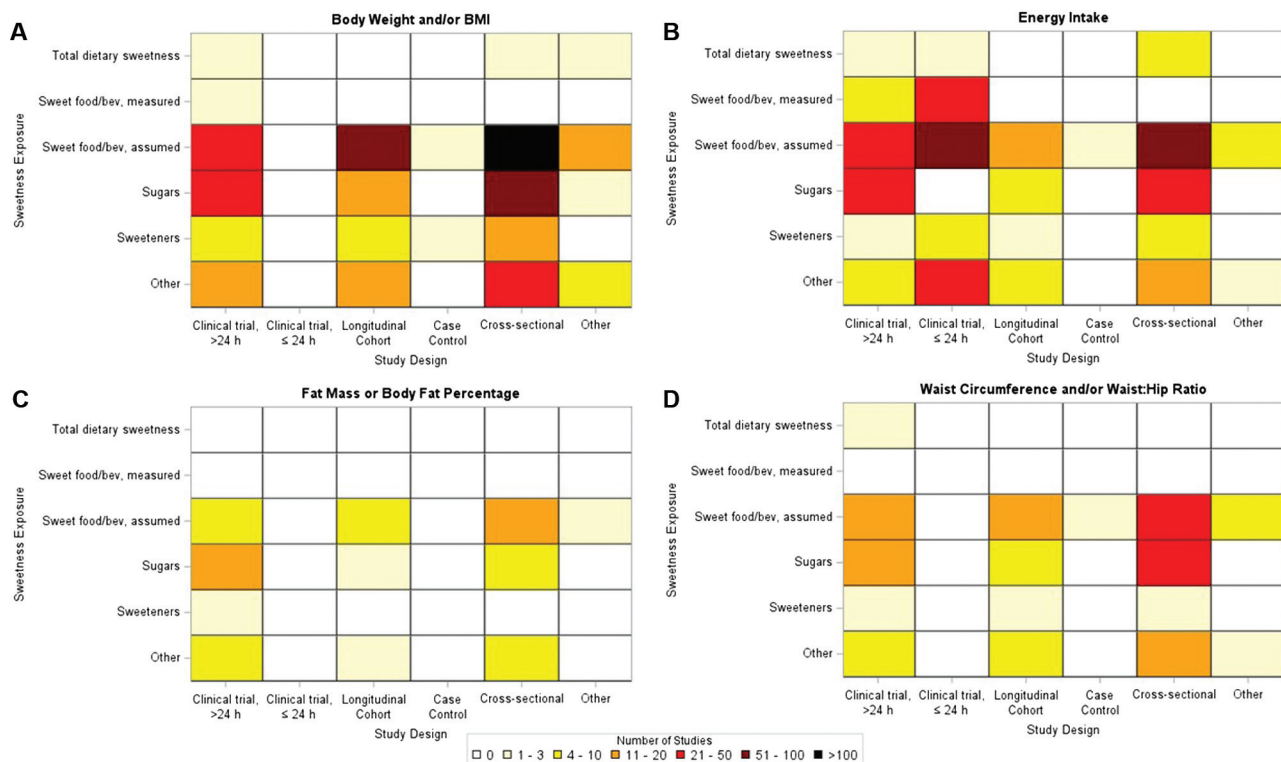 A
Body Weight and/or BMI
Sweetness Exposure
Total dietary sweetness
Sweet food/bev, measured
Sweet food/bev, assumed
Sugars
Sweeteners
Other
Clinical trial, >24 h
Clinical trial, ≤ 24 h
Longitudinal Cohort
Case Control
Cross-sectional
Other
Study Design
B
Energy Intake
Sweetness Exposure
Total dietary sweetness
Sweet food/bev, measured
Sweet food/bev, assumed
Sugars
Sweeteners
Other
Clinical trial, >24 h
Clinical trial, ≤ 24 h
Longitudinal Cohort
Case Control
Cross-sectional
Other
Study Design
C
Fat Mass or Body Fat Percentage
Sweetness Exposure
Total dietary sweetness
Sweet food/bev, measured
Sweet food/bev, assumed
Sugars
Sweeteners
Other
Clinical trial, >24 h
Clinical trial, ≤ 24 h
Longitudinal Cohort
Case Control
Cross-sectional
Other
Study Design
D
Waist Circumference and/or Waist:Hip Ratio
Sweetness Exposure
Total dietary sweetness
Sweet food/bev, measured
Sweet food/bev, assumed
Sugars
Sweeteners
Other
Clinical trial, >24 h
Clinical trial, ≤ 24 h
Longitudinal Cohort
Case Control
Cross-sectional
Other
Study Design
Number of Studies
0 1 - 3 4 - 10 11 - 20 21 - 50 51 - 100 >100